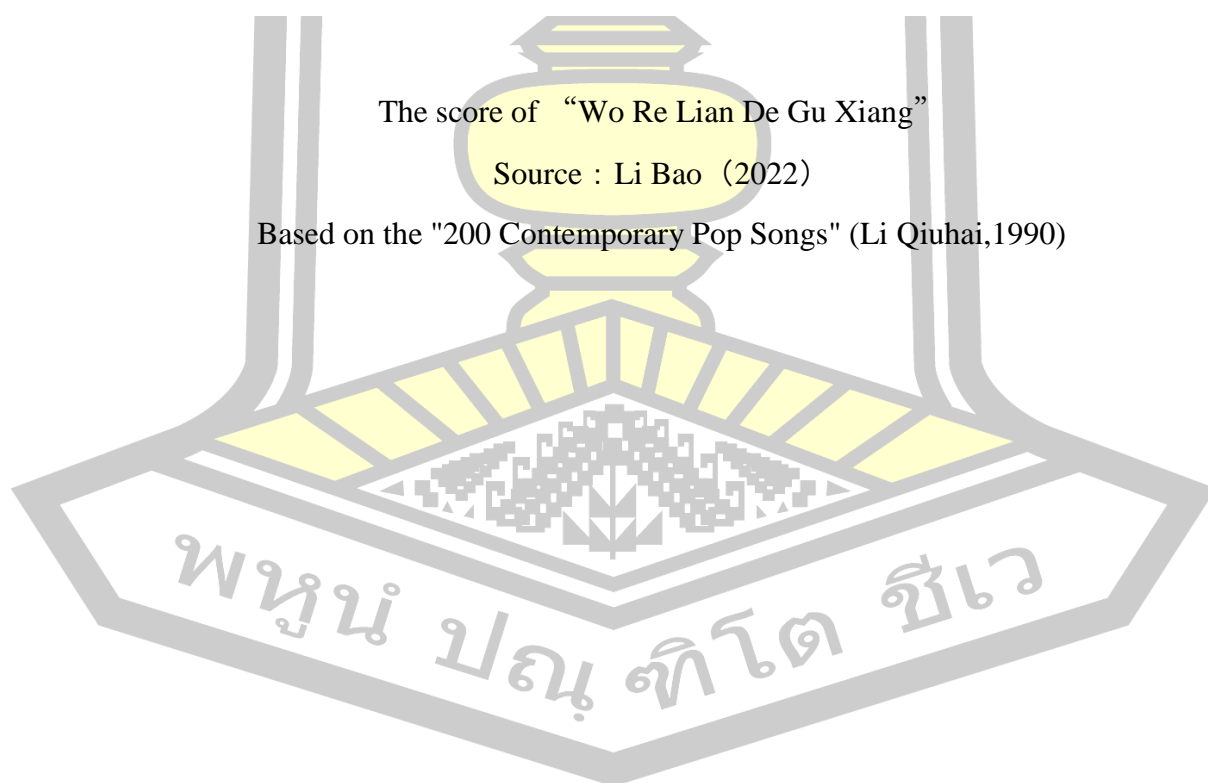 The score of “Wo Re Lian De Gu Xiang”
Source：Li Bao（2022）
Based on the "200 Contemporary Pop Songs" (Li Qiuhai,1990)
พหูนํ ปณฺฑิโต ชีเว